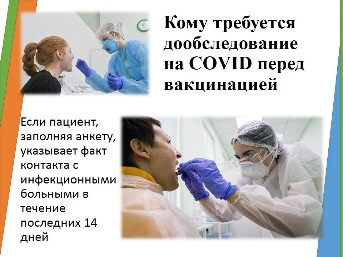 Кому требуется
дообследование
на COVID перед
вакцинацией
Если пациент,
заполняя анкету,
указывает факт
контакта с
инфекционными
больными в
течение
последних 14
дней